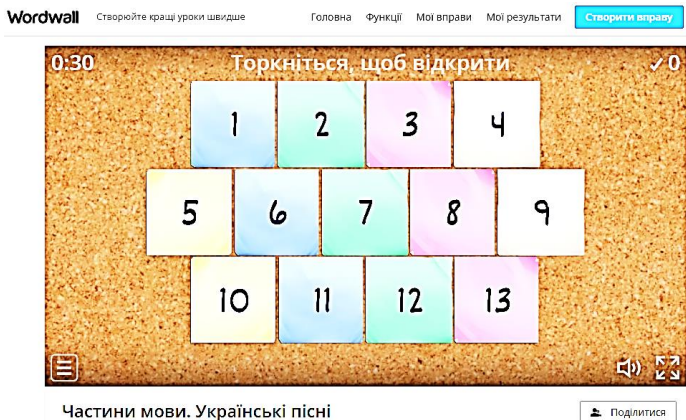 Wordwall Створюйте кращі уроки швидше Головна Функції Мої вправи Мої результати Створити вправу
0:30 Торкніться, щоб відкрити ✓0
1 2 3 4
5 6 7 8 9
10 11 12 13
Частини мови. Українські пісні Поділитися